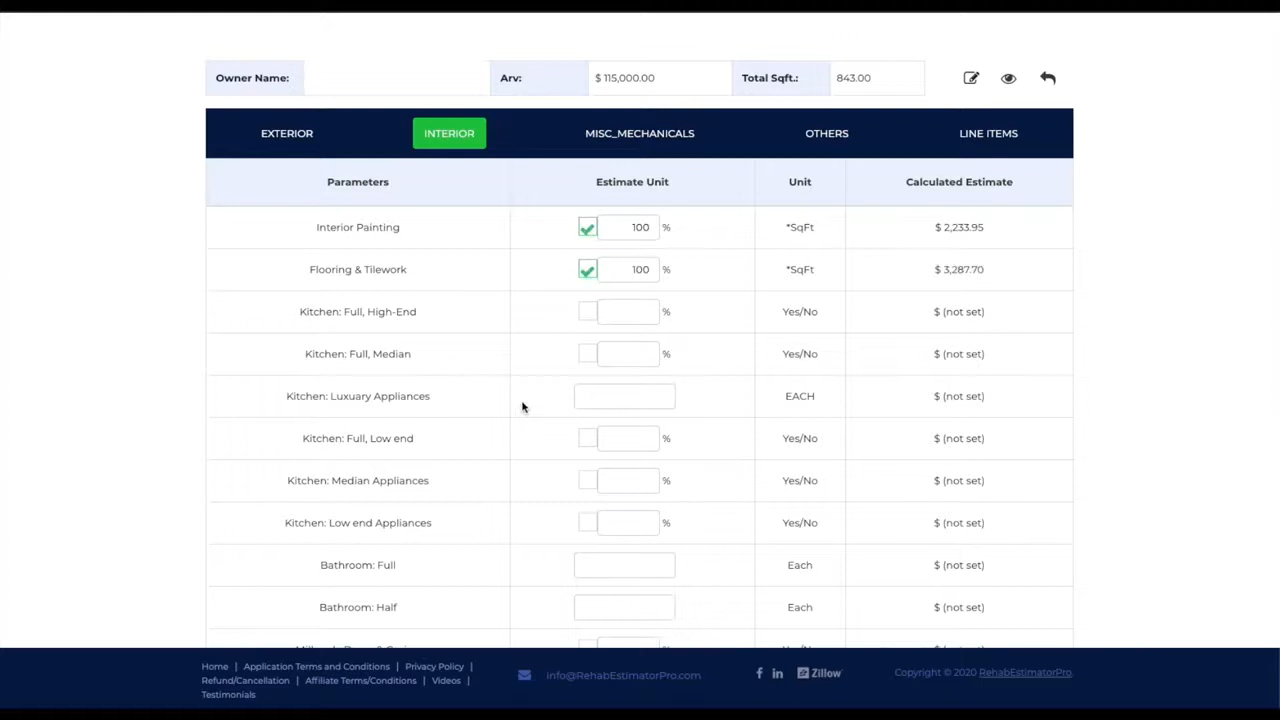 Owner Name: Arv: $ 115,000.00 Total Sqft.: 843.00
EXTERIOR INTERIOR MISC_MECHANICALS OTHERS LINE ITEMS
Parameters Estimate Unit Unit Calculated Estimate
Interior Painting 100 % *SqFt $ 2,233.95
Flooring & Tilework 100 % *SqFt $ 3,287.70
Kitchen: Full, High-End % Yes/No $ (not set)
Kitchen: Full, Median % Yes/No $ (not set)
Kitchen: Luxuary Appliances EACH $ (not set)
Kitchen: Full, Low end % Yes/No $ (not set)
Kitchen: Median Appliances % Yes/No $ (not set)
Kitchen: Low end Appliances % Yes/No $ (not set)
Bathroom: Full Each $ (not set)
Bathroom: Half Each $ (not set)
Home | Application Terms and Conditions | Privacy Policy |
Refund/Cancellation | Affiliate Terms/Conditions | Videos |
Testimonials
info@RehabEstimatorPro.com
Zillow
Copyright © 2020 RehabEstimatorPro.